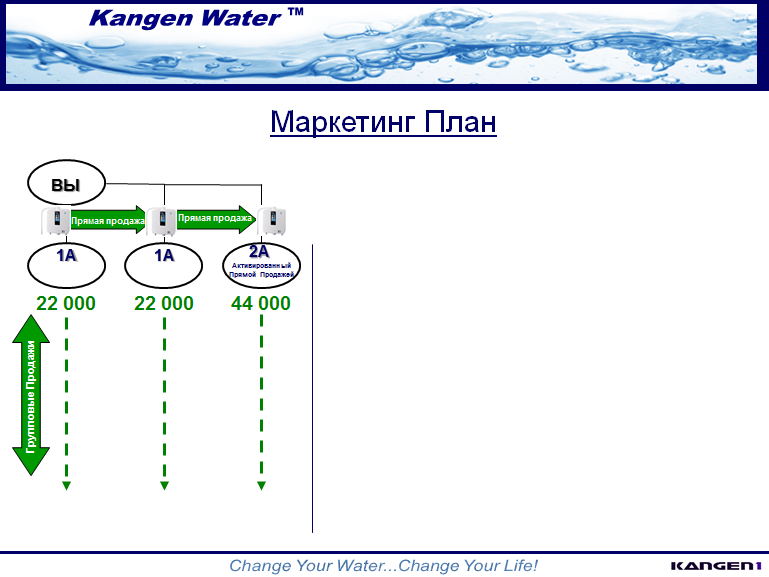 Kangen Water ™
Маркетинг План
ВЫ
Прямая продажа
Прямая продажа
1А
1А
2А
Активированный
Прямой Продажей
22 000
22 000
44 000
Групповые Продажи
Change Your Water...Change Your Life!
KANGEN1